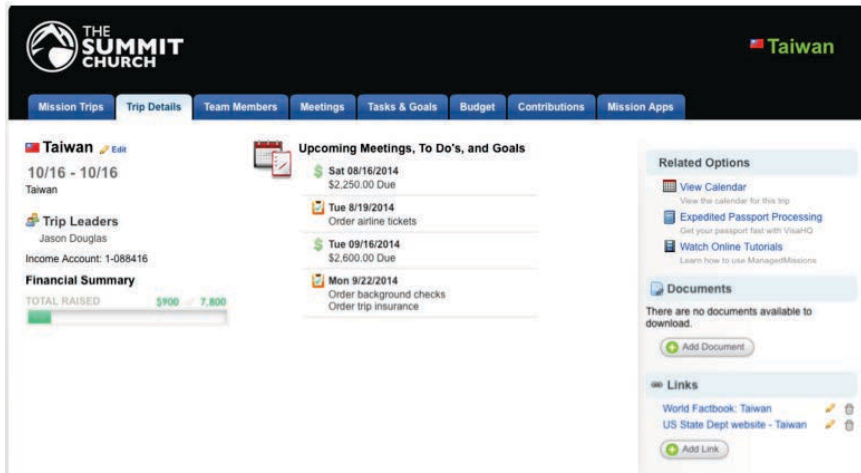 THE
SUMMIT
CHURCH
Taiwan
Mission Trips
Trip Details
Team Members
Meetings
Tasks & Goals
Budget
Contributions
Mission Apps
Taiwan Edit
10/16 - 10/16
Taiwan
Trip Leaders
Jason Douglas
Income Account: 1-088416
Financial Summary
TOTAL RAISED $900 / 7,800
Upcoming Meetings, To Do's, and Goals
Sat 08/16/2014
$2,250.00 Due
Tue 8/19/2014
Order airline tickets
Tue 09/16/2014
$2,600.00 Due
Mon 9/22/2014
Order background checks
Order trip insurance
Related Options
View Calendar
View the calendar for this trip
Expedited Passport Processing
Get your passport fast with VisaHQ
Watch Online Tutorials
Learn how to use ManagedMissions
Documents
There are no documents available to
download.
Add Document
Links
World Factbook: Taiwan
US State Dept website - Taiwan
Add Link